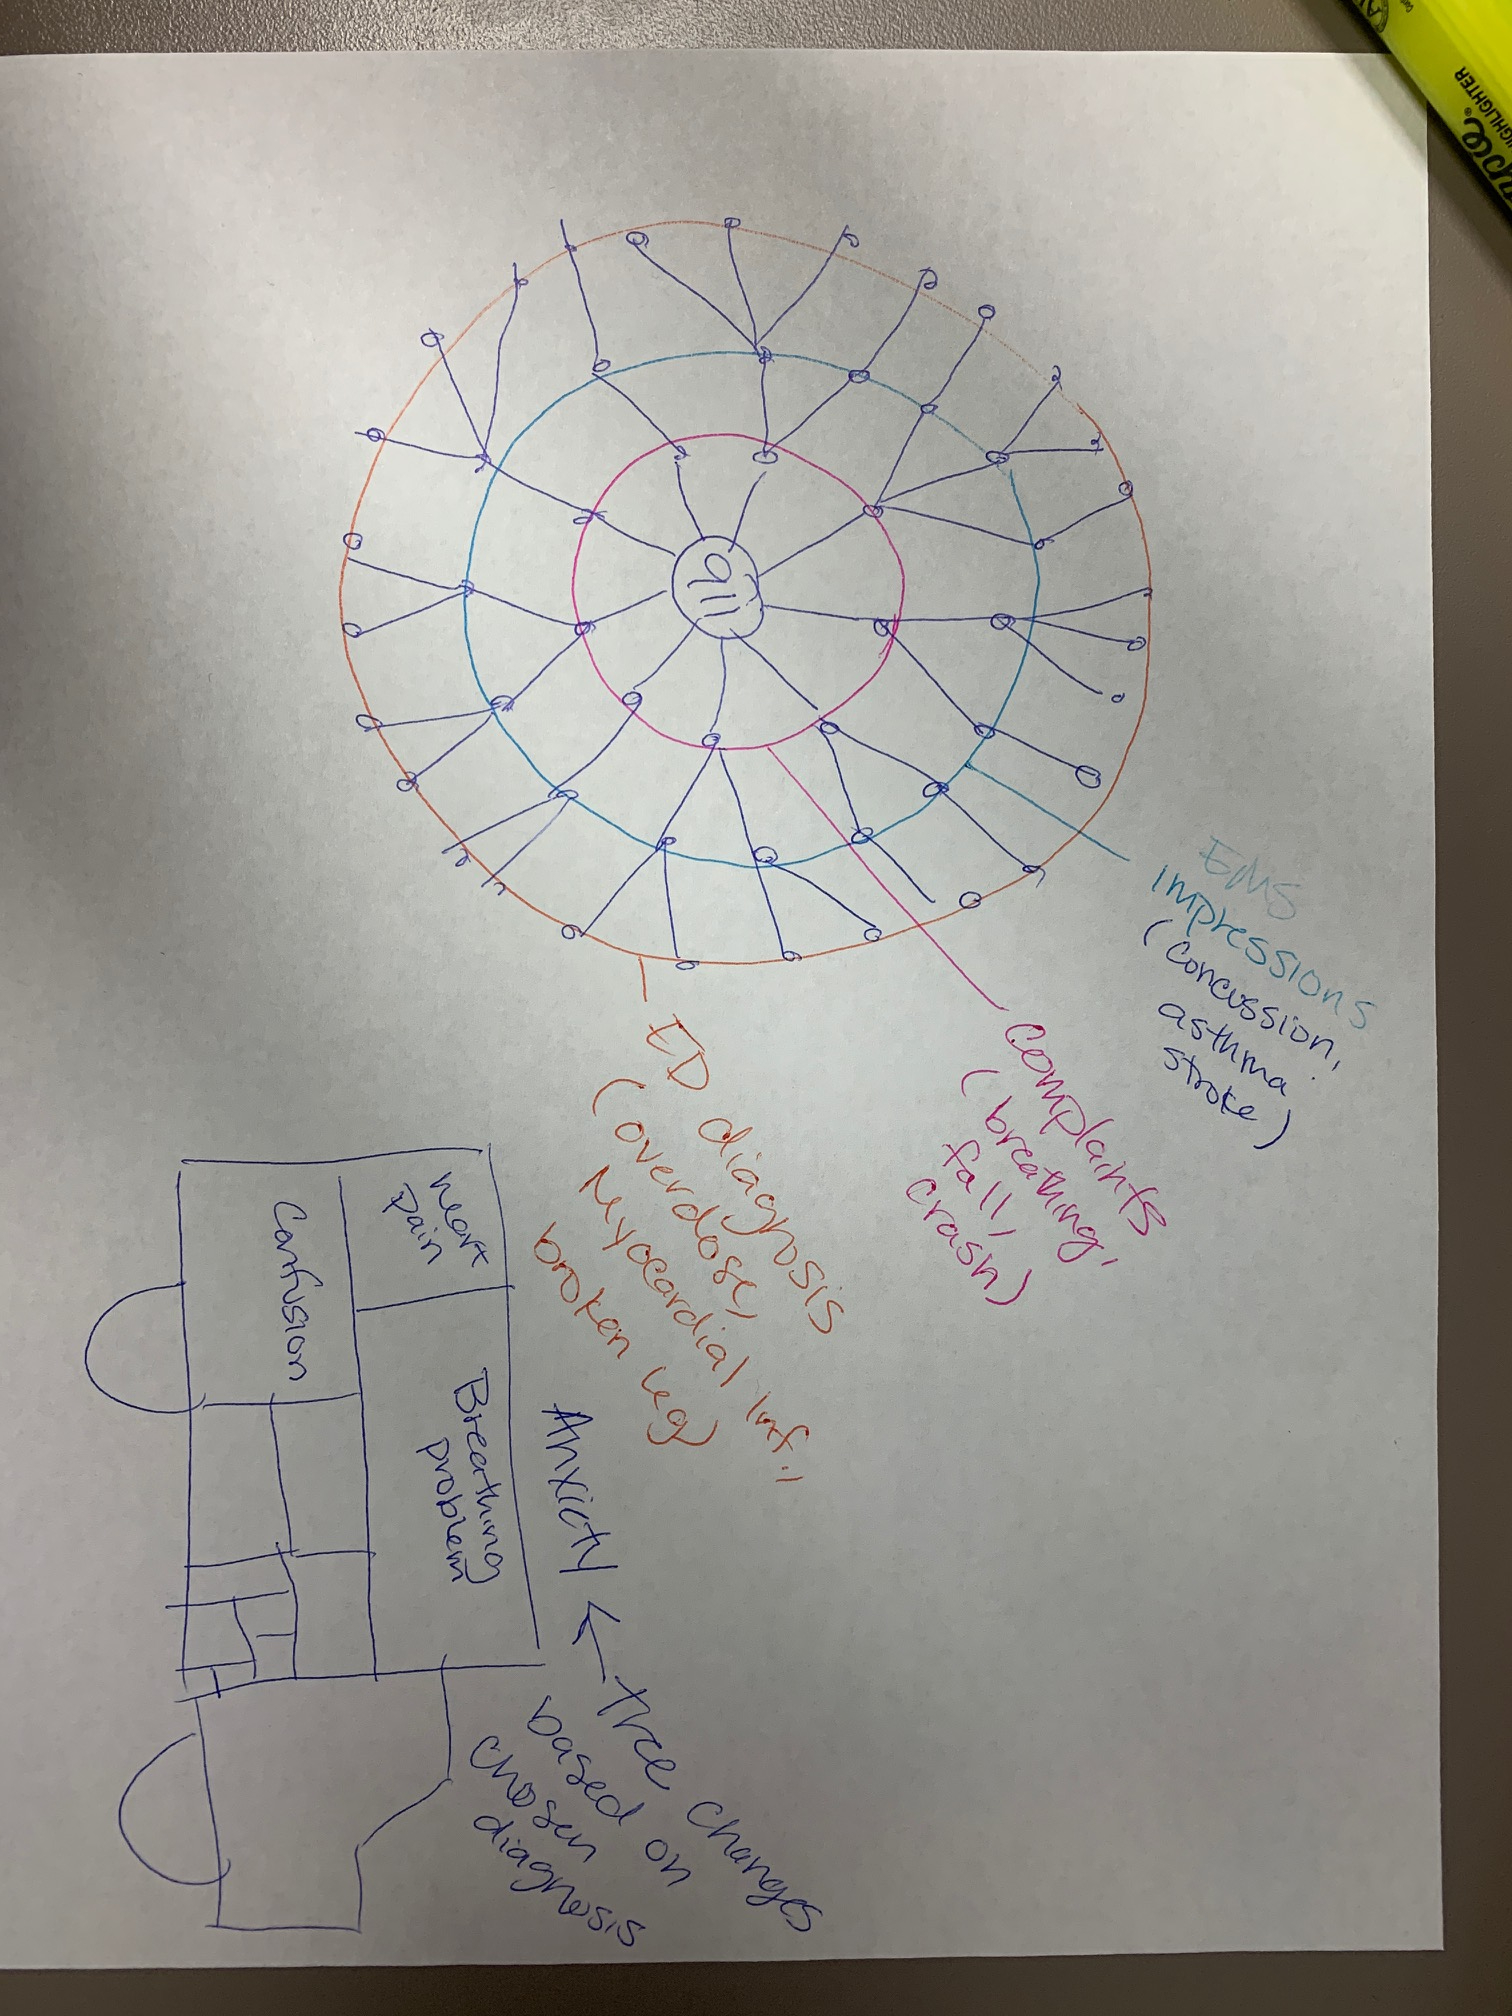 911
EMS
impressions
(concussion,
asthma
stroke)
Complaints
(breathing,
fall,
crash)
ED diagnosis
(overdose,
Myocardial inf.,
broken leg)
Anxiety ← tree changes
based on
chosen
diagnosis
heart
pain
Confusion
Breathing
problem
HIGHLIGHTER